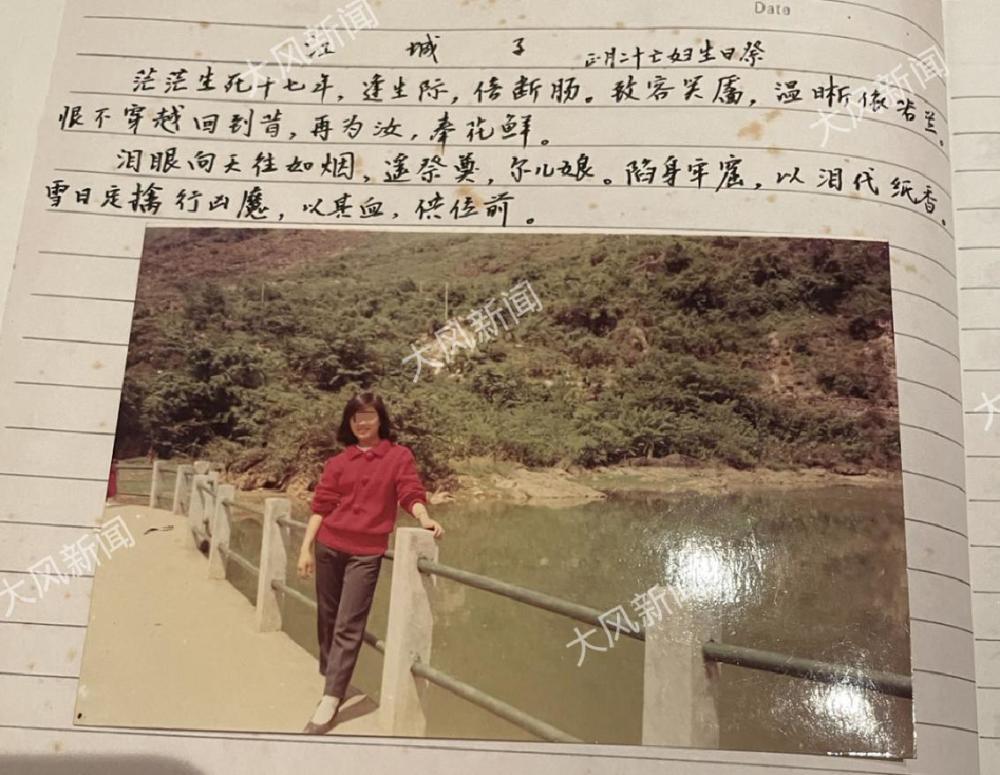 Date
江 城 子 正月二十七妇生日祭
茫茫生死十七年，逢生际，倍断肠。数容笑靥，温晰依若兰。
恨不穿越回到昔，再为汝，奉花鲜。
泪眼向天往如烟，遥祭奠，尔儿娘。陷身牢窟，以泪代纸香。
雪日定擒行凶魔，以其血，供位前。
大风新闻
大风新闻
大风新闻
大风新闻
大风新闻